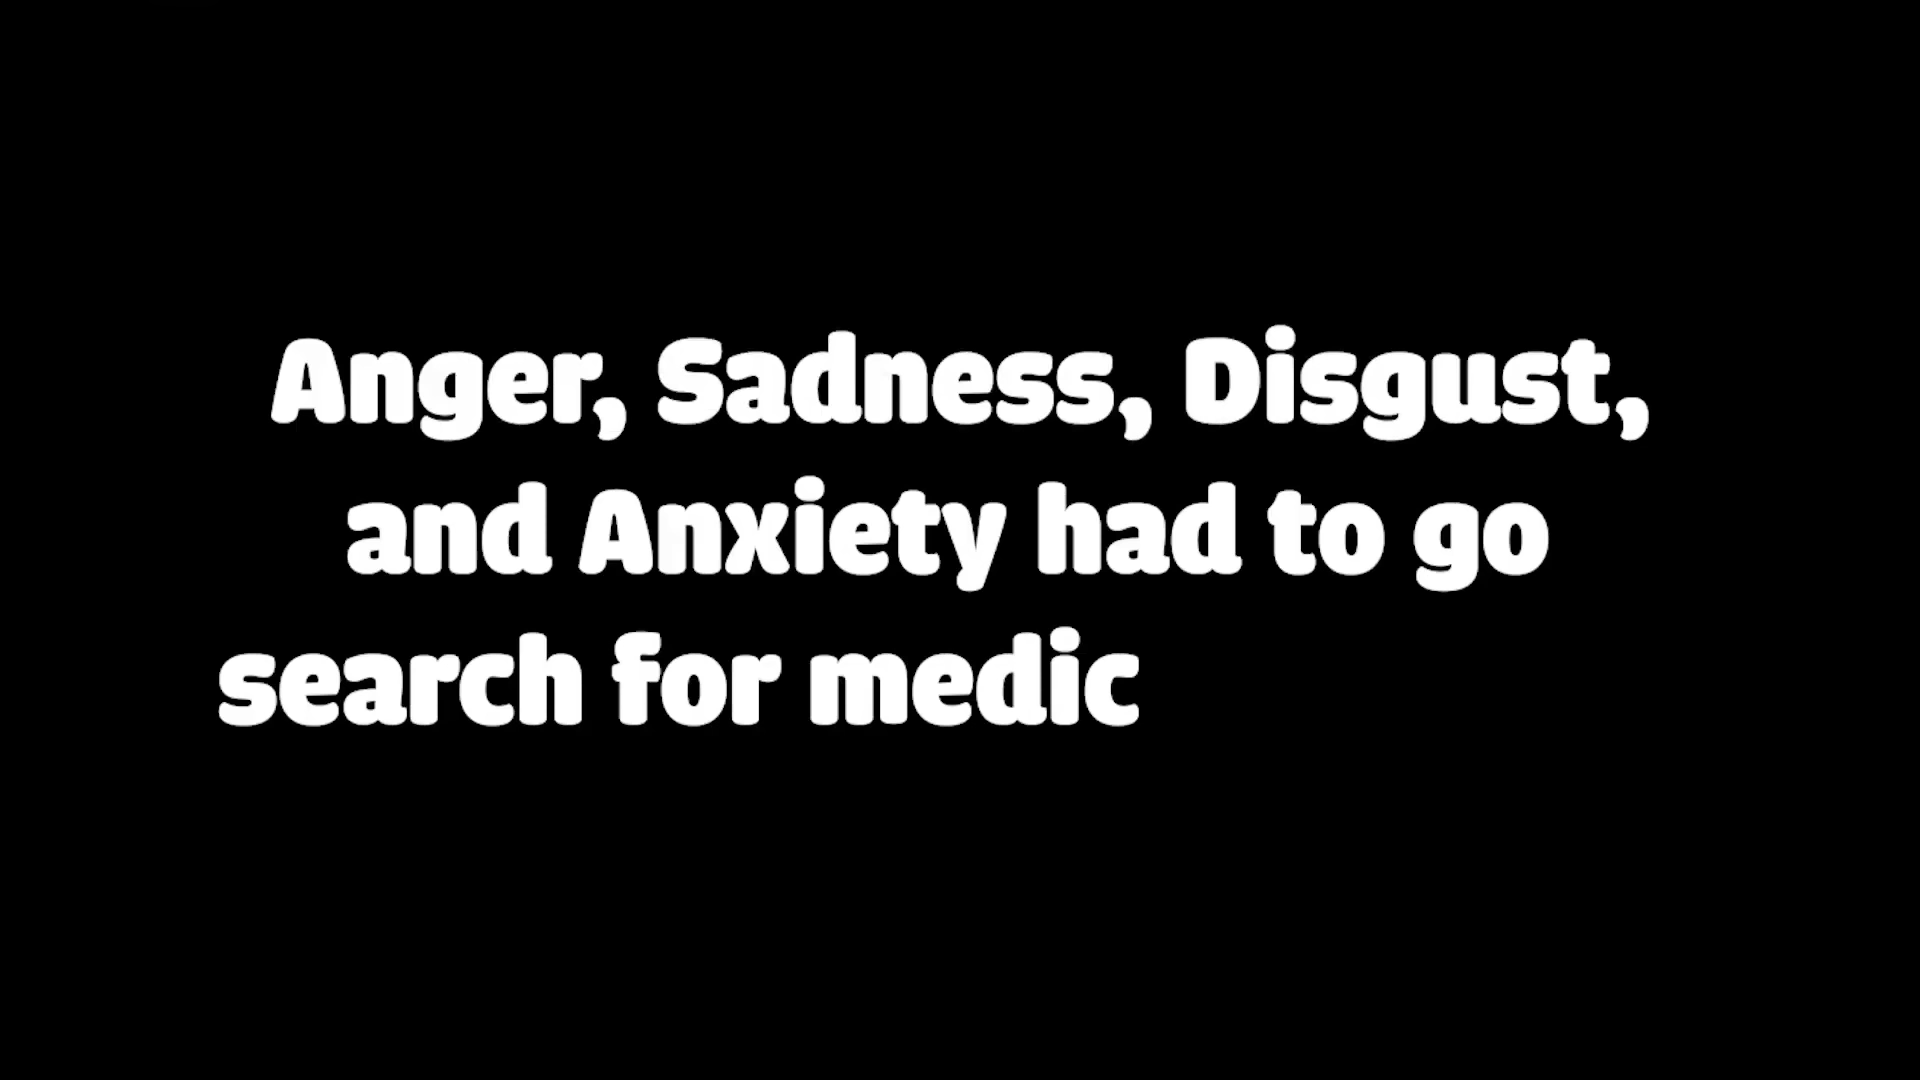 Anger, Sadness, Disgust,
and Anxiety had to go
search for medic